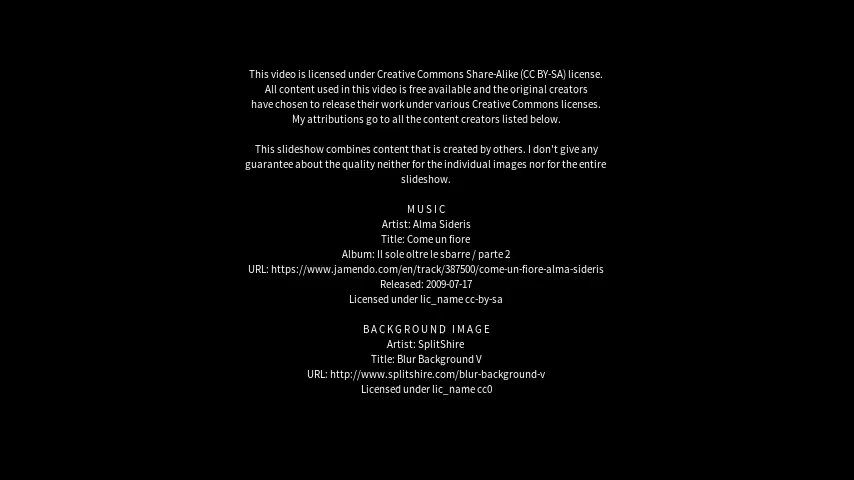 This video is licensed under Creative Commons Share-Alike (CC BY-SA) license.
All content used in this video is free available and the original creators
have chosen to release their work under various Creative Commons licenses.
My attributions go to all the content creators listed below.
This slideshow combines content that is created by others. I don't give any
guarantee about the quality neither for the individual images nor for the entire
slideshow.
MUSIC
Artist: Alma Sideris
Title: Come un fiore
Album: Il sole oltre le sbarre / parte 2
URL: https://www.jamendo.com/en/track/387500/come-un-fiore-alma-sideris
Released: 2009-07-17
Licensed under lic_name cc-by-sa
BACKGROUND IMAGE
Artist: SplitShire
Title: Blur Background V
URL: http://www.splitshire.com/blur-background-v
Licensed under lic_name cc0